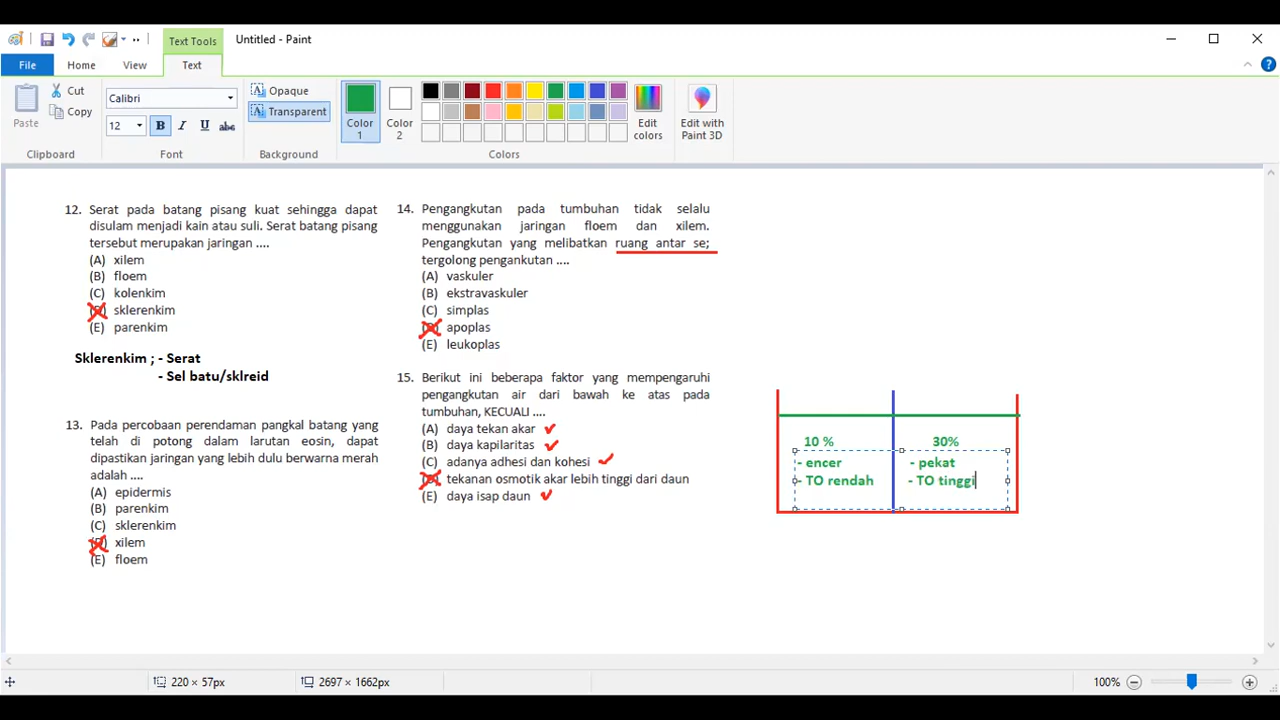 Text Tools
Untitled - Paint
File
Home
View
Text
Paste
Cut
Copy
Clipboard
Calibri
12
B
I
U
abc
Font
Opaque
Transparent
Background
Color 1
Color 2
Edit colors
Colors
Edit with Paint 3D
12. Serat pada batang pisang kuat sehingga dapat
disulam menjadi kain atau suli. Serat batang pisang
tersebut merupakan jaringan ....
(A) xilem
(B) floem
(C) kolenkim
sklerenkim
(E) parenkim
Sklerenkim ; - Serat
- Sel batu/sklreid
13. Pada percobaan perendaman pangkal batang yang
telah di potong dalam larutan eosin, dapat
dipastikan jaringan yang lebih dulu berwarna merah
adalah ....
(A) epidermis
(B) parenkim
(C) sklerenkim
xilem
(E) floem
14. Pengangkutan pada tumbuhan tidak selalu
menggunakan jaringan floem dan xilem.
Pengangkutan yang melibatkan ruang antar se;
tergolong pengankutan ....
(A) vaskuler
(B) ekstravaskuler
(C) simplas
apoplas
(E) leukoplas
15. Berikut ini beberapa faktor yang mempengaruhi
pengangkutan air dari bawah ke atas pada
tumbuhan, KECUALI ....
(A) daya tekan akar
(B) daya kapilaritas
(C) adanya adhesi dan kohesi
tekanan osmotik akar lebih tinggi dari daun
(E) daya isap daun
10 % 30%
- encer - pekat
- TO rendah - TO tinggi
220 × 57px
2697 × 1662px
100%